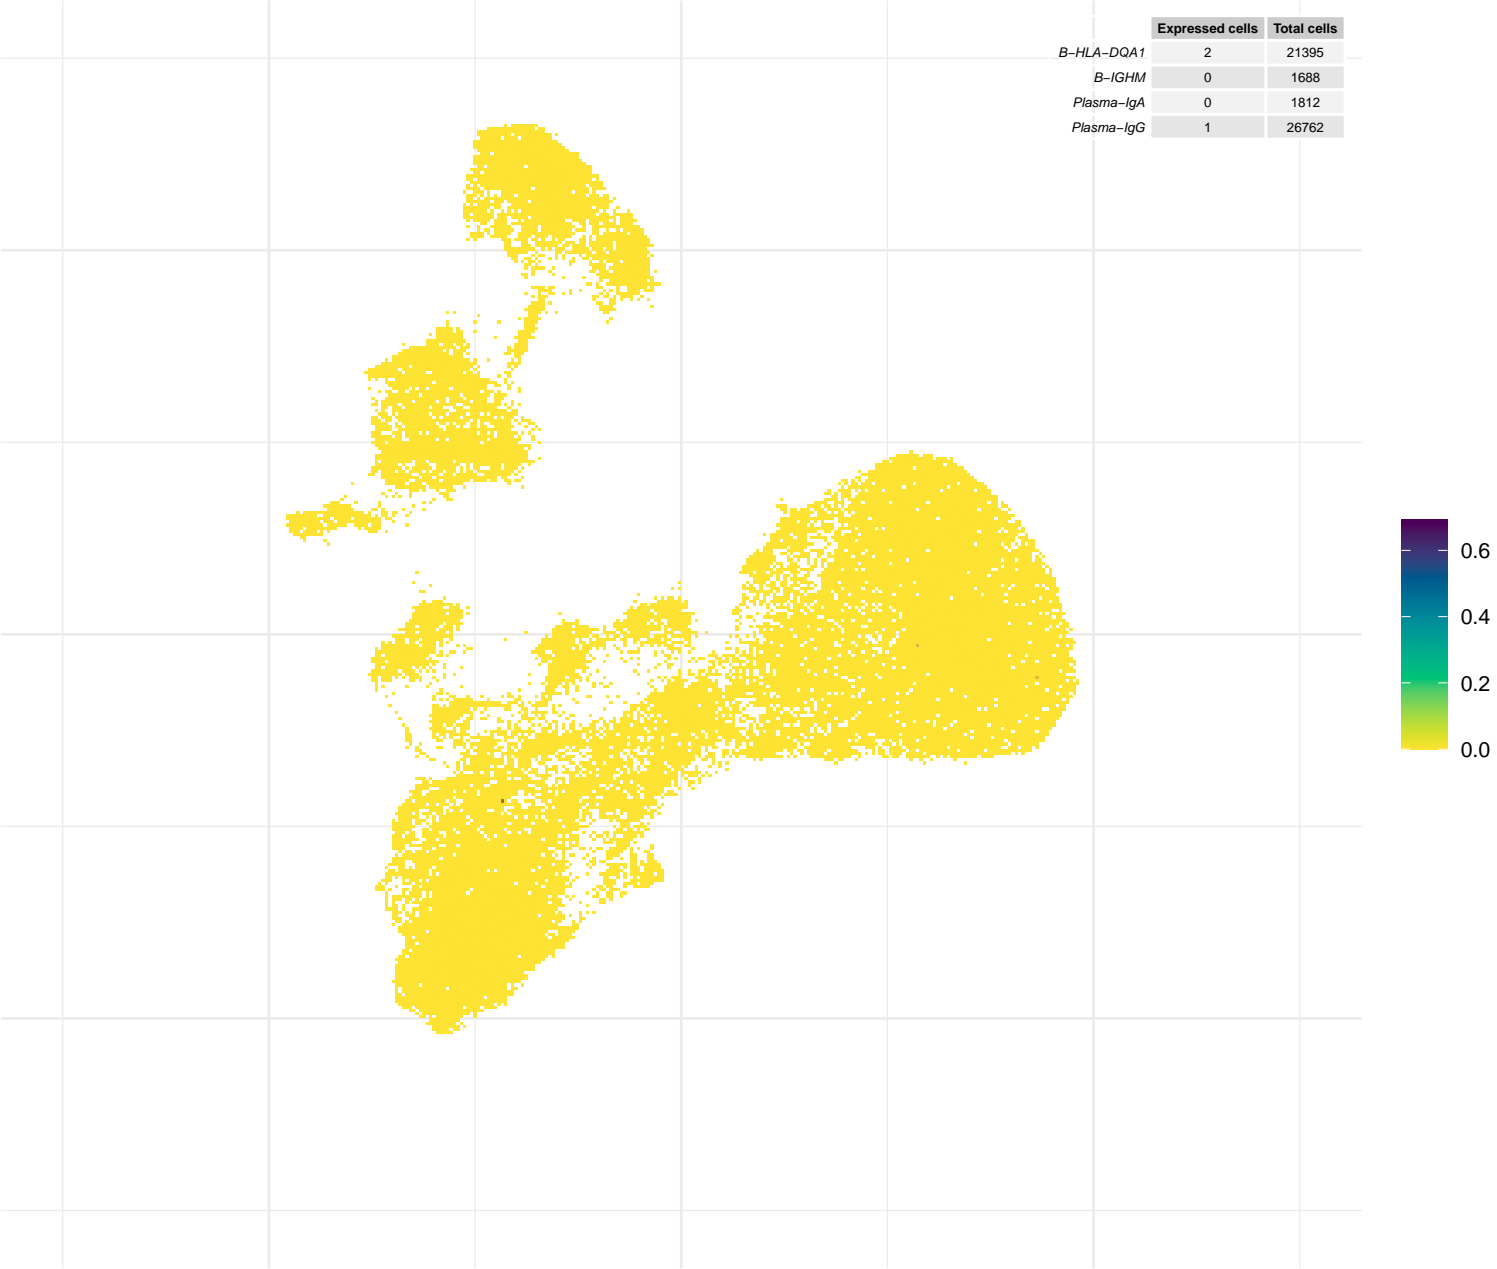 Expressed cells Total cells
B−HLA−DQA1 2 21395
B−IGHM 0 1688
Plasma−IgA 0 1812
Plasma−IgG 1 26762
0.6
0.4
0.2
0.0